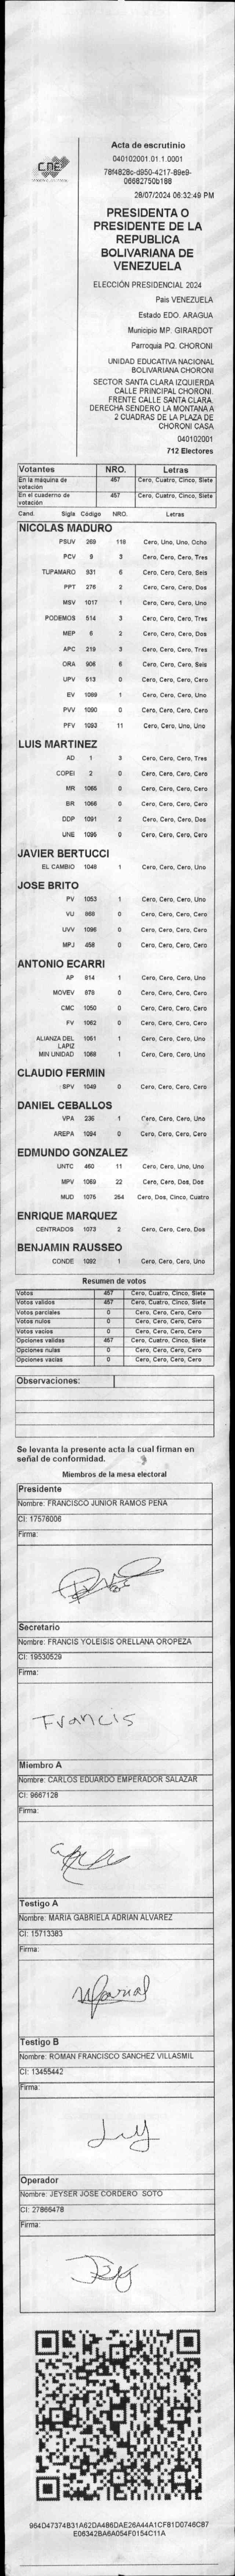 CNE
Acta de escrutinio
040102001.01.1.0001
78f4828c-d950-4217-89e9-
06682750b188
28/07/2024 06:32:49 PM
PRESIDENTA O
PRESIDENTE DE LA
REPUBLICA
BOLIVARIANA DE
VENEZUELA
ELECCIÓN PRESIDENCIAL 2024
Pais VENEZUELA
Estado EDO. ARAGUA
Municipio MP. GIRARDOT
Parroquia PQ. CHORONI
UNIDAD EDUCATIVA NACIONAL
BOLIVARIANA CHORONI
SECTOR SANTA CLARA IZQUIERDA
CALLE PRINCIPAL CHORONI.
FRENTE CALLE SANTA CLARA.
DERECHA SENDERO LA MONTANA A
2 CUADRAS DE LA PLAZA DE
CHORONI CASA
040102001
712 Electores
Votantes NRO. Letras
En la máquina de votación 457 Cero, Cuatro, Cinco, Siete
En el cuaderno de votación 457 Cero, Cuatro, Cinco, Siete
Cand. Sigla Código NRO. Letras
NICOLAS MADURO
PSUV 269 118 Cero, Uno, Uno, Ocho
PCV 9 3 Cero, Cero, Cero, Tres
TUPAMARO 931 6 Cero, Cero, Cero, Seis
PPT 276 2 Cero, Cero, Cero, Dos
MSV 1017 1 Cero, Cero, Cero, Uno
PODEMOS 514 3 Cero, Cero, Cero, Tres
MEP 6 2 Cero, Cero, Cero, Dos
APC 219 3 Cero, Cero, Cero, Tres
ORA 906 6 Cero, Cero, Cero, Seis
UPV 513 0 Cero, Cero, Cero, Cero
EV 1089 1 Cero, Cero, Cero, Uno
PVV 1090 0 Cero, Cero, Cero, Cero
PFV 1093 11 Cero, Cero, Uno, Uno
LUIS MARTINEZ
AD 1 3 Cero, Cero, Cero, Tres
COPEI 2 0 Cero, Cero, Cero, Cero
MR 1065 0 Cero, Cero, Cero, Cero
BR 1066 0 Cero, Cero, Cero, Cero
DDP 1091 2 Cero, Cero, Cero, Dos
UNE 1095 0 Cero, Cero, Cero, Cero
JAVIER BERTUCCI
EL CAMBIO 1048 1 Cero, Cero, Cero, Uno
JOSE BRITO
PV 1053 1 Cero, Cero, Cero, Uno
VU 868 0 Cero, Cero, Cero, Cero
UVV 1096 0 Cero, Cero, Cero, Cero
MPJ 458 0 Cero, Cero, Cero, Cero
ANTONIO ECARRI
AP 914 1 Cero, Cero, Cero, Uno
MOVEV 878 0 Cero, Cero, Cero, Cero
CMC 1050 0 Cero, Cero, Cero, Cero
FV 1062 0 Cero, Cero, Cero, Cero
ALIANZA DEL LAPIZ 1061 1 Cero, Cero, Cero, Uno
MIN UNIDAD 1068 1 Cero, Cero, Cero, Uno
CLAUDIO FERMIN
SPV 1049 0 Cero, Cero, Cero, Cero
DANIEL CEBALLOS
VPA 236 1 Cero, Cero, Cero, Uno
AREPA 1094 0 Cero, Cero, Cero, Cero
EDMUNDO GONZALEZ
UNTC 460 11 Cero, Cero, Uno, Uno
MPV 1069 22 Cero, Cero, Dos, Dos
MUD 1075 254 Cero, Dos, Cinco, Cuatro
ENRIQUE MARQUEZ
CENTRADOS 1073 2 Cero, Cero, Cero, Dos
BENJAMIN RAUSSEO
CONDE 1092 1 Cero, Cero, Cero, Uno
Resumen de votos
Votos 457 Cero, Cuatro, Cinco, Siete
Votos validos 457 Cero, Cuatro, Cinco, Siete
Votos parciales 0 Cero, Cero, Cero, Cero
Votos nulos 0 Cero, Cero, Cero, Cero
Votos vacios 0 Cero, Cero, Cero, Cero
Opciones validas 457 Cero, Cuatro, Cinco, Siete
Opciones nulas 0 Cero, Cero, Cero, Cero
Opciones vacias 0 Cero, Cero, Cero, Cero
Observaciones:
Se levanta la presente acta la cual firman en
señal de conformidad.
Miembros de la mesa electoral
Presidente
Nombre: FRANCISCO JUNIOR RAMOS PEÑA
CI: 17576006
Firma:
Secretario
Nombre: FRANCIS YOLEISIS ORELLANA OROPEZA
CI: 19530529
Firma:
Francis
Miembro A
Nombre: CARLOS EDUARDO EMPERADOR SALAZAR
CI: 9667128
Firma:
Testigo A
Nombre: MARIA GABRIELA ADRIAN ALVAREZ
CI: 15713383
Firma:
Testigo B
Nombre: ROMAN FRANCISCO SANCHEZ VILLASMIL
CI: 13455442
Firma:
Operador
Nombre: JEYSER JOSE CORDERO SOTO
CI: 27866478
Firma:
964D47374B31A62DA486DAE26A44A1CF81D0746C87
E06342BA6A054F0154C11A